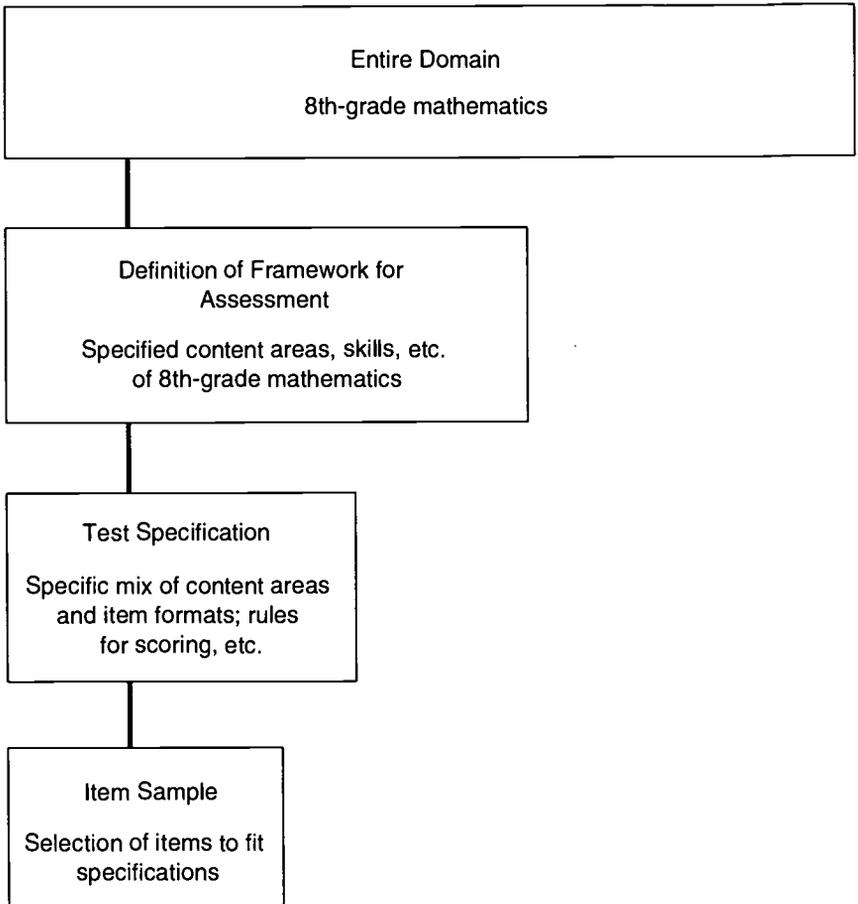 Entire Domain
8th-grade mathematics
Definition of Framework for
Assessment
Specified content areas, skills, etc.
of 8th-grade mathematics
Test Specification
Specific mix of content areas
and item formats; rules
for scoring, etc.
Item Sample
Selection of items to fit
specifications